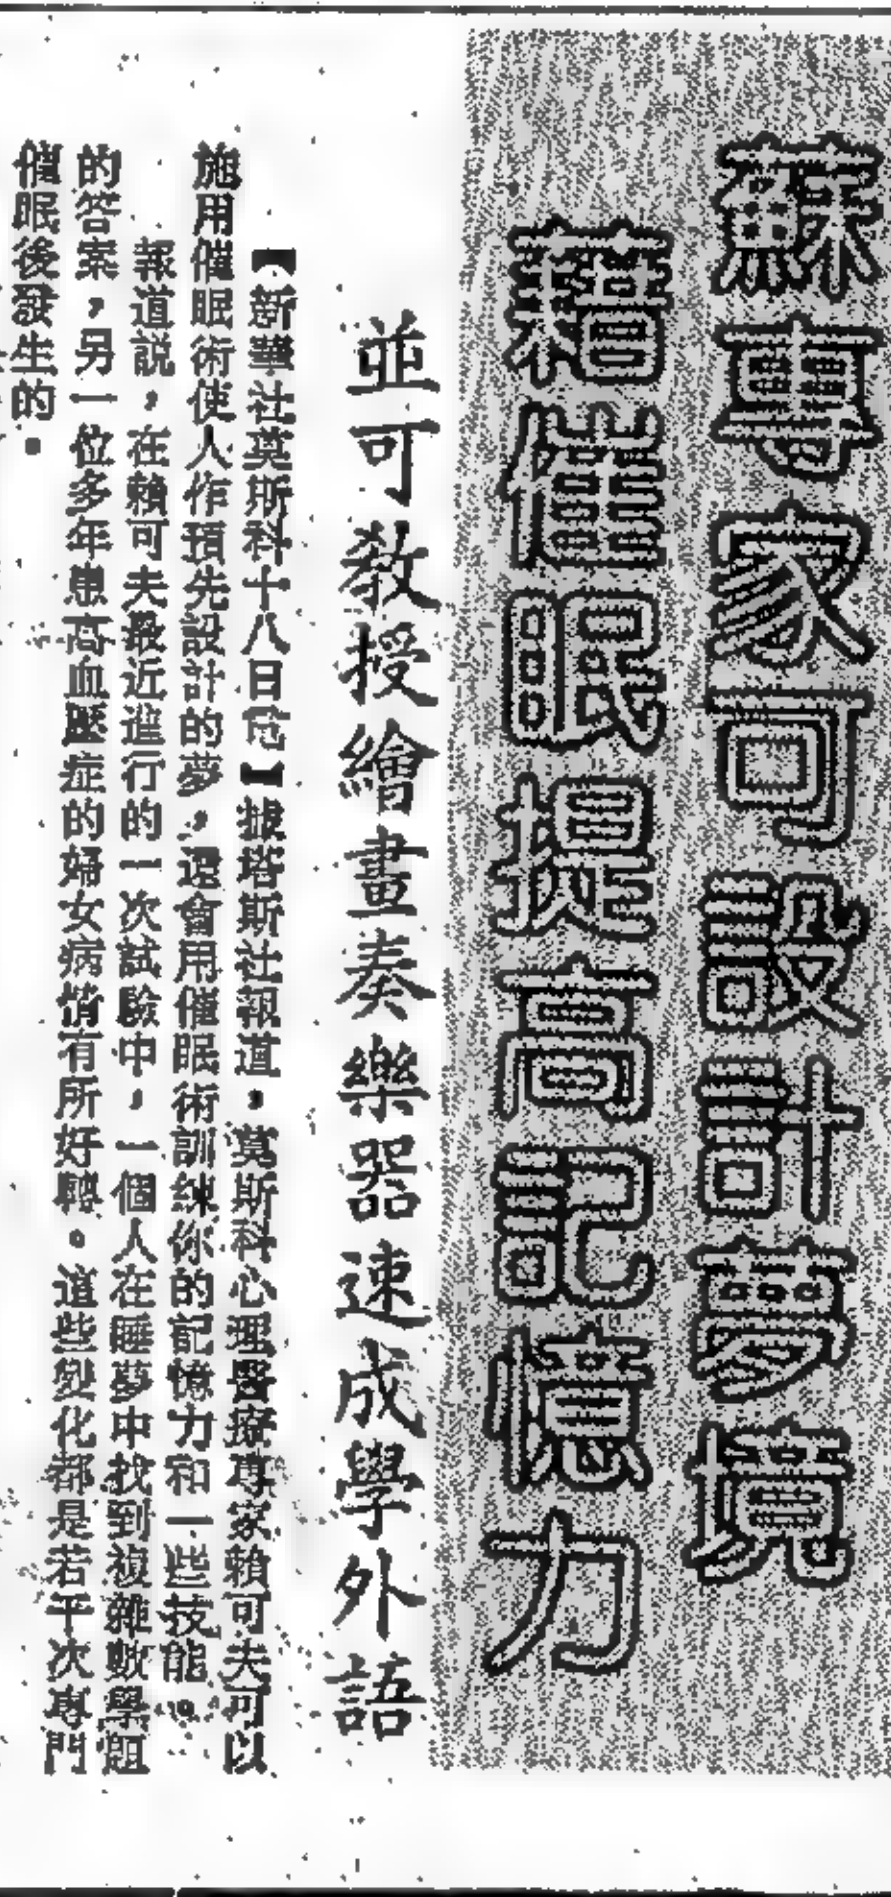 蘇專家可設計夢境
藉催眠提高記憶力
並可教授繪畫奏樂器速成學外語
【新華社莫斯科十八日電】據塔斯社報道，莫斯科心理醫療專家賴可夫可以
施用催眠術使人作預先設計的夢，還會用催眠術訓練你的記憶力和一些技能。
報道説，在賴可夫最近進行的一次試驗中，一個人在睡夢中找到複雜數學題
的答案，另一位多年患高血壓症的婦女病情有所好轉。這些變化都是若干次專門
催眠後發生的。